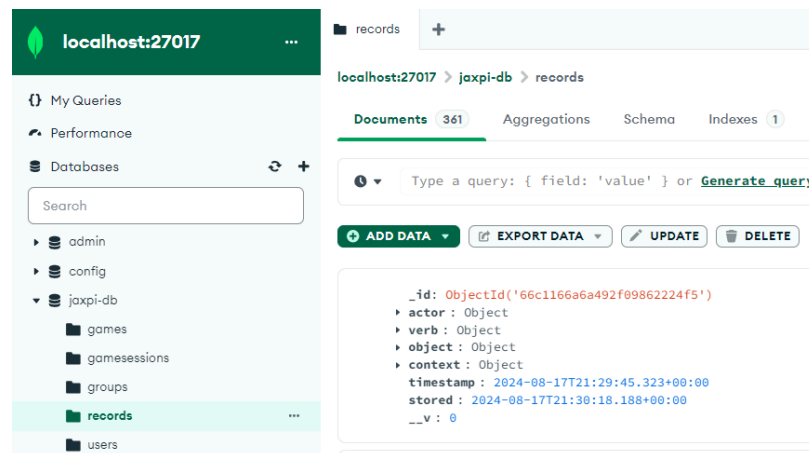 localhost:27017
My Queries
Performance
Databases
Search
admin
config
jaxpi-db
games
gamesessions
groups
records
users
records
localhost:27017 > jaxpi-db > records
Documents 361 Aggregations Schema Indexes 1
Type a query: { field: 'value' } or Generate query
ADD DATA EXPORT DATA UPDATE DELETE
_id: ObjectId('66c1166a6a492f09862224f5')
actor : Object
verb : Object
object : Object
context : Object
timestamp : 2024-08-17T21:29:45.323+00:00
stored : 2024-08-17T21:30:18.188+00:00
__v : 0